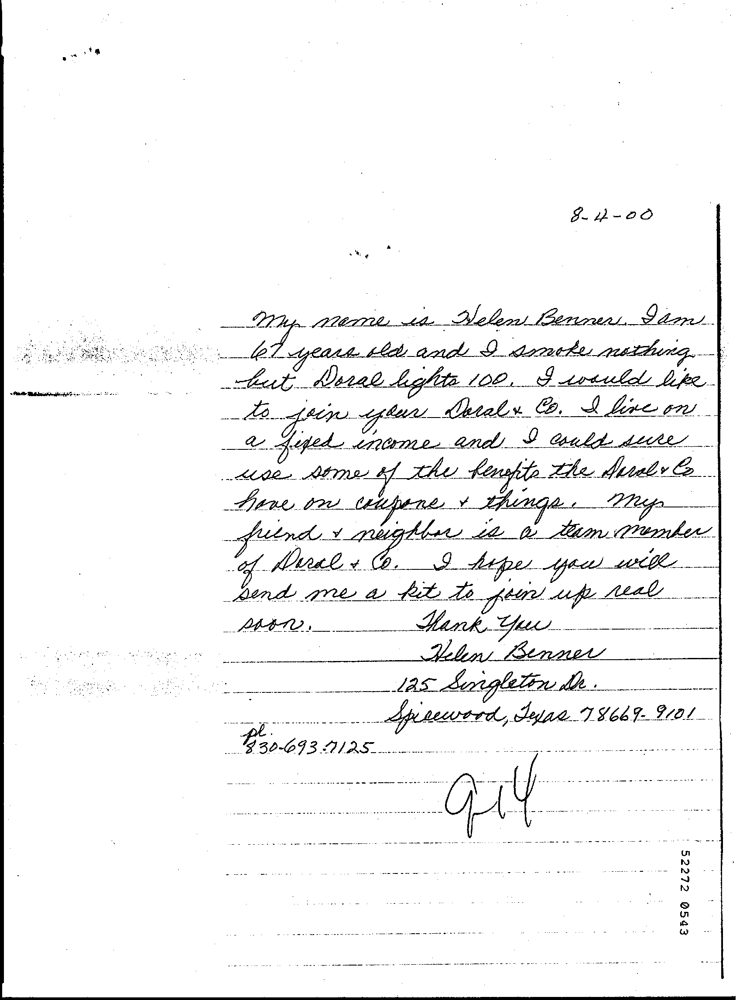 8-4-00
My name is Helen Benner. I am
67 years old and I smoke nothing
but Doral lights 100. I would like
to join your Doral & Co. I live on
a fixed income and I could sure
use some of the benefits the Doral & Co
have on coupons & things. My
friend & neighbor is a team member
of Doral & Co. I hope you will
send me a kit to join up real
soon. Thank You
Helen Benner
125 Singleton Dr.
Spicewood, Texas 78669-9101
ph.
830-693-7125
9-14
52272 0543